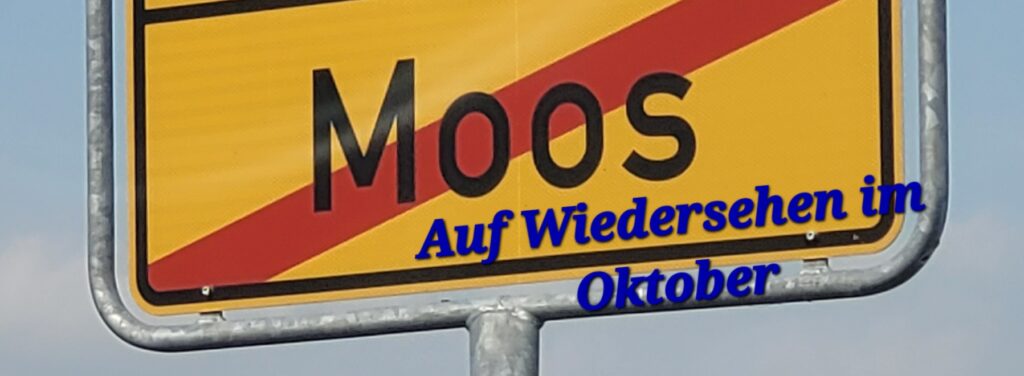 Moos
Auf Wiedersehen im
Oktober